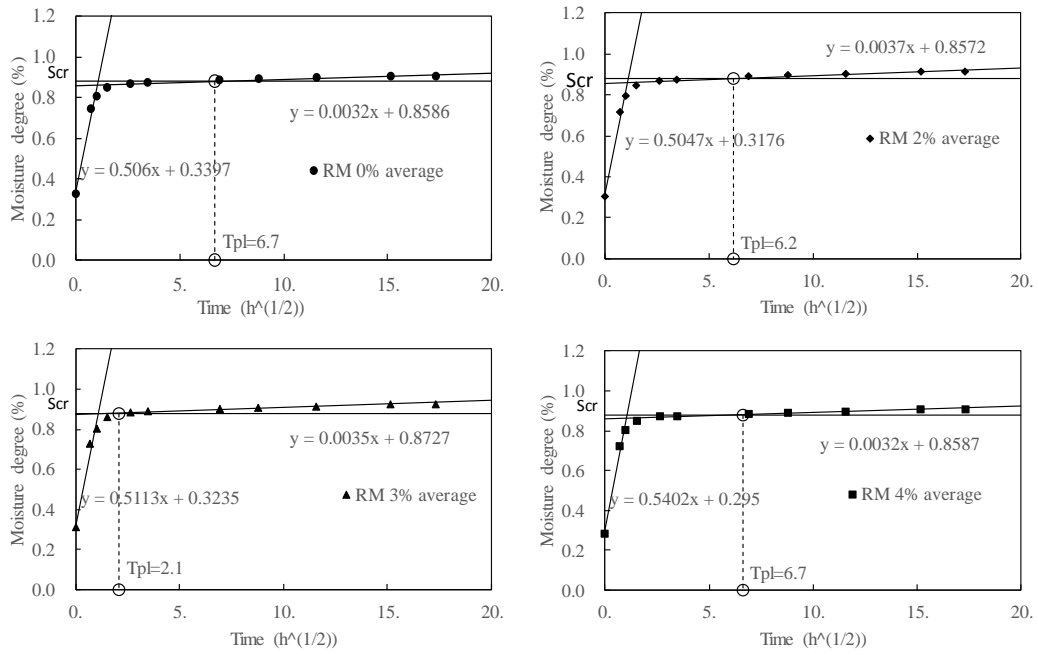 1.2
1.0
0.8
0.6
0.4
0.2
0.0
Scr
Moisture degree (%)
y = 0.0032x + 0.8586
y = 0.506x + 0.3397
RM 0% average
Tpl=6.7
0.
5.
10.
15.
20.
Time (h^(1/2))
1.2
1.0
0.8
0.6
0.4
0.2
0.0
Scr
Moisture degree (%)
y = 0.0037x + 0.8572
y = 0.5047x + 0.3176
RM 2% average
Tpl=6.2
0.
5.
10.
15.
20.
Time (h^(1/2))
1.2
1.0
0.8
0.6
0.4
0.2
0.0
Scr
Moisture degree (%)
y = 0.0035x + 0.8727
y = 0.5113x + 0.3235
RM 3% average
Tpl=2.1
0.
5.
10.
15.
20.
Time (h^(1/2))
1.2
1.0
0.8
0.6
0.4
0.2
0.0
Scr
Moisture degree (%)
y = 0.0032x + 0.8587
y = 0.5402x + 0.295
RM 4% average
Tpl=6.7
0.
5.
10.
15.
20.
Time (h^(1/2))